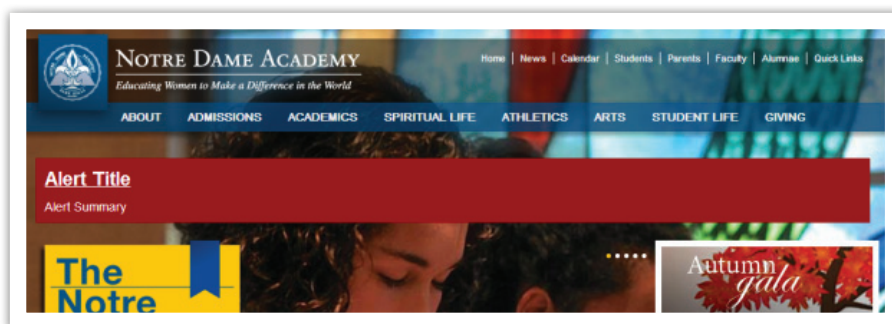 NOTRE DAME ACADEMY
Educating Women to Make a Difference in the World
Home | News | Calendar | Students | Parents | Faculty | Alumnae | Quick Links
ABOUT ADMISSIONS ACADEMICS SPIRITUAL LIFE ATHLETICS ARTS STUDENT LIFE GIVING
Alert Title
Alert Summary
The
Notre
Autumn
gala